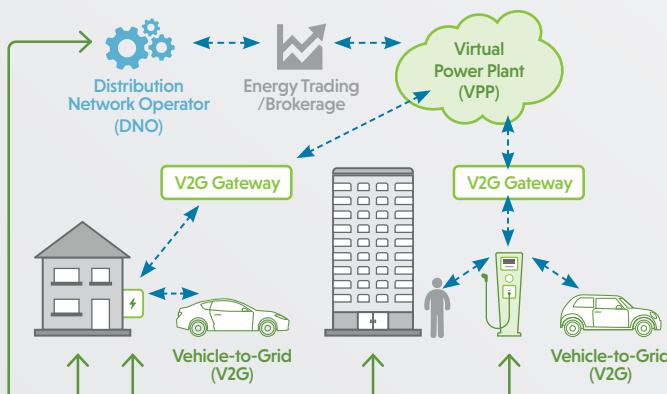 Distribution
Network Operator
(DNO)
Energy Trading
/Brokerage
Virtual
Power Plant
(VPP)
V2G Gateway
V2G Gateway
Vehicle-to-Grid
(V2G)
Vehicle-to-Grid
(V2G)